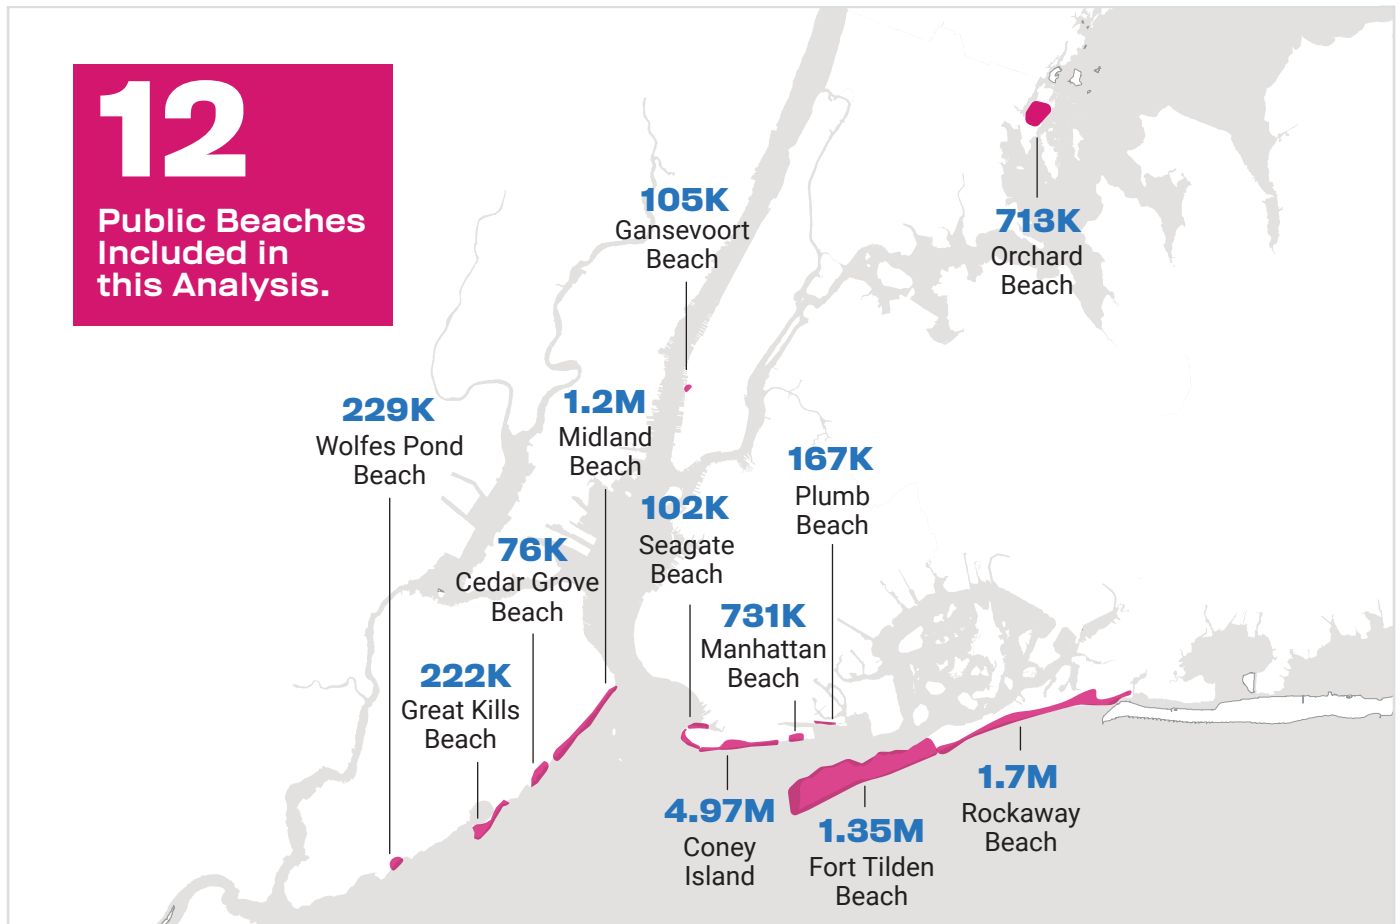 12
Public Beaches
Included in
this Analysis.
105K
Gansevoort
Beach
713K
Orchard
Beach
229K
Wolfes Pond
Beach
1.2M
Midland
Beach
167K
Plumb
Beach
102K
Seagate
Beach
76K
Cedar Grove
Beach
731K
Manhattan
Beach
222K
Great Kills
Beach
4.97M
Coney
Island
1.35M
Fort Tilden
Beach
1.7M
Rockaway
Beach